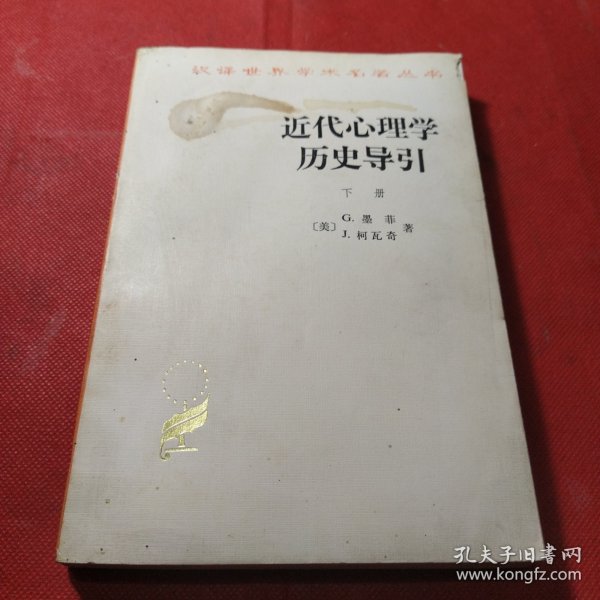 汉译世界学术名著丛书
近代心理学
历史导引
下 册
〔美〕G. 墨 菲
J. 柯瓦奇 著
孔夫子旧书网
www.kongfz.com